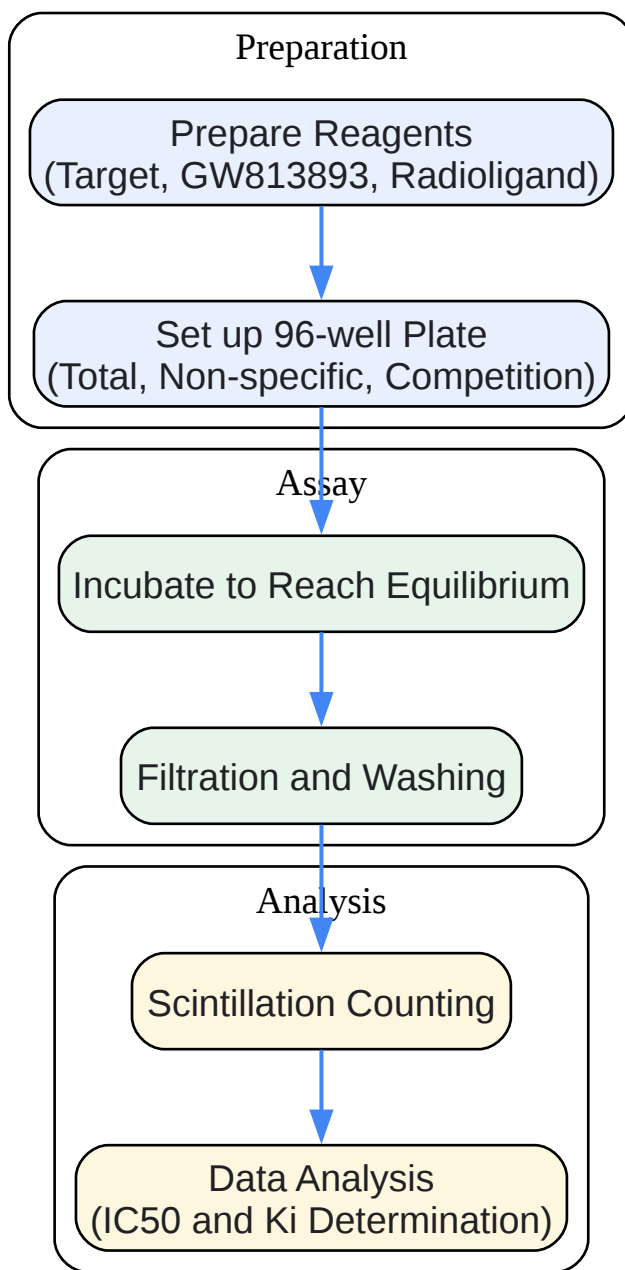 Preparation
Prepare Reagents
(Target, GW813893, Radioligand)
Set up 96-well Plate
(Total, Non-specific, Competition)
Assay
Incubate to Reach Equilibrium
Filtration and Washing
Analysis
Scintillation Counting
Data Analysis
(IC50 and Ki Determination)